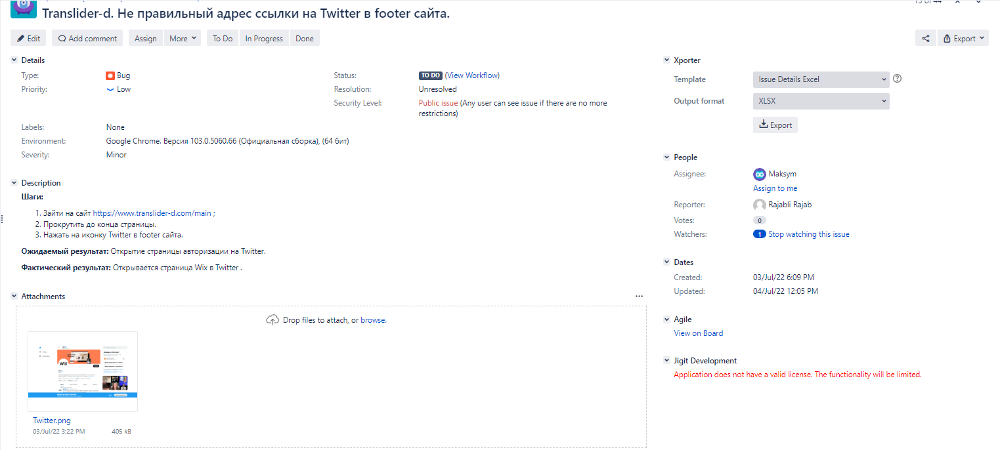 Translider-d. Не правильный адрес ссылки на Twitter в footer сайта.
Edit Add comment Assign More To Do In Progress Done Export
Details
Type: Bug Status: TO DO (View Workflow)
Priority: Low Resolution: Unresolved
Security Level: Public issue (Any user can see issue if there are no more
restrictions)
Labels: None
Environment: Google Chrome. Версия 103.0.5060.66 (Официальная сборка), (64 бит)
Severity: Minor
Description
Шаги:
1. Зайти на сайт https://www.translider-d.com/main ;
2. Прокрутить до конца страницы.
3. Нажать на иконку Twitter в footer сайта.
Ожидаемый результат: Открытие страницы авторизации на Twitter.
Фактический результат: Открывается страница Wix в Twitter .
Attachments
Drop files to attach, or browse.
WIX
Twitter.png
03/Jul/22 3:22 PM 405 kB
Xporter
Template Issue Details Excel
Output format XLSX
Export
People
Assignee: Maksym
Assign to me
Reporter: Rajabli Rajab
Votes: 0
Watchers: 1 Stop watching this issue
Dates
Created: 03/Jul/22 6:09 PM
Updated: 04/Jul/22 12:05 PM
Agile
View on Board
Jigit Development
Application does not have a valid license. The functionality will be limited.